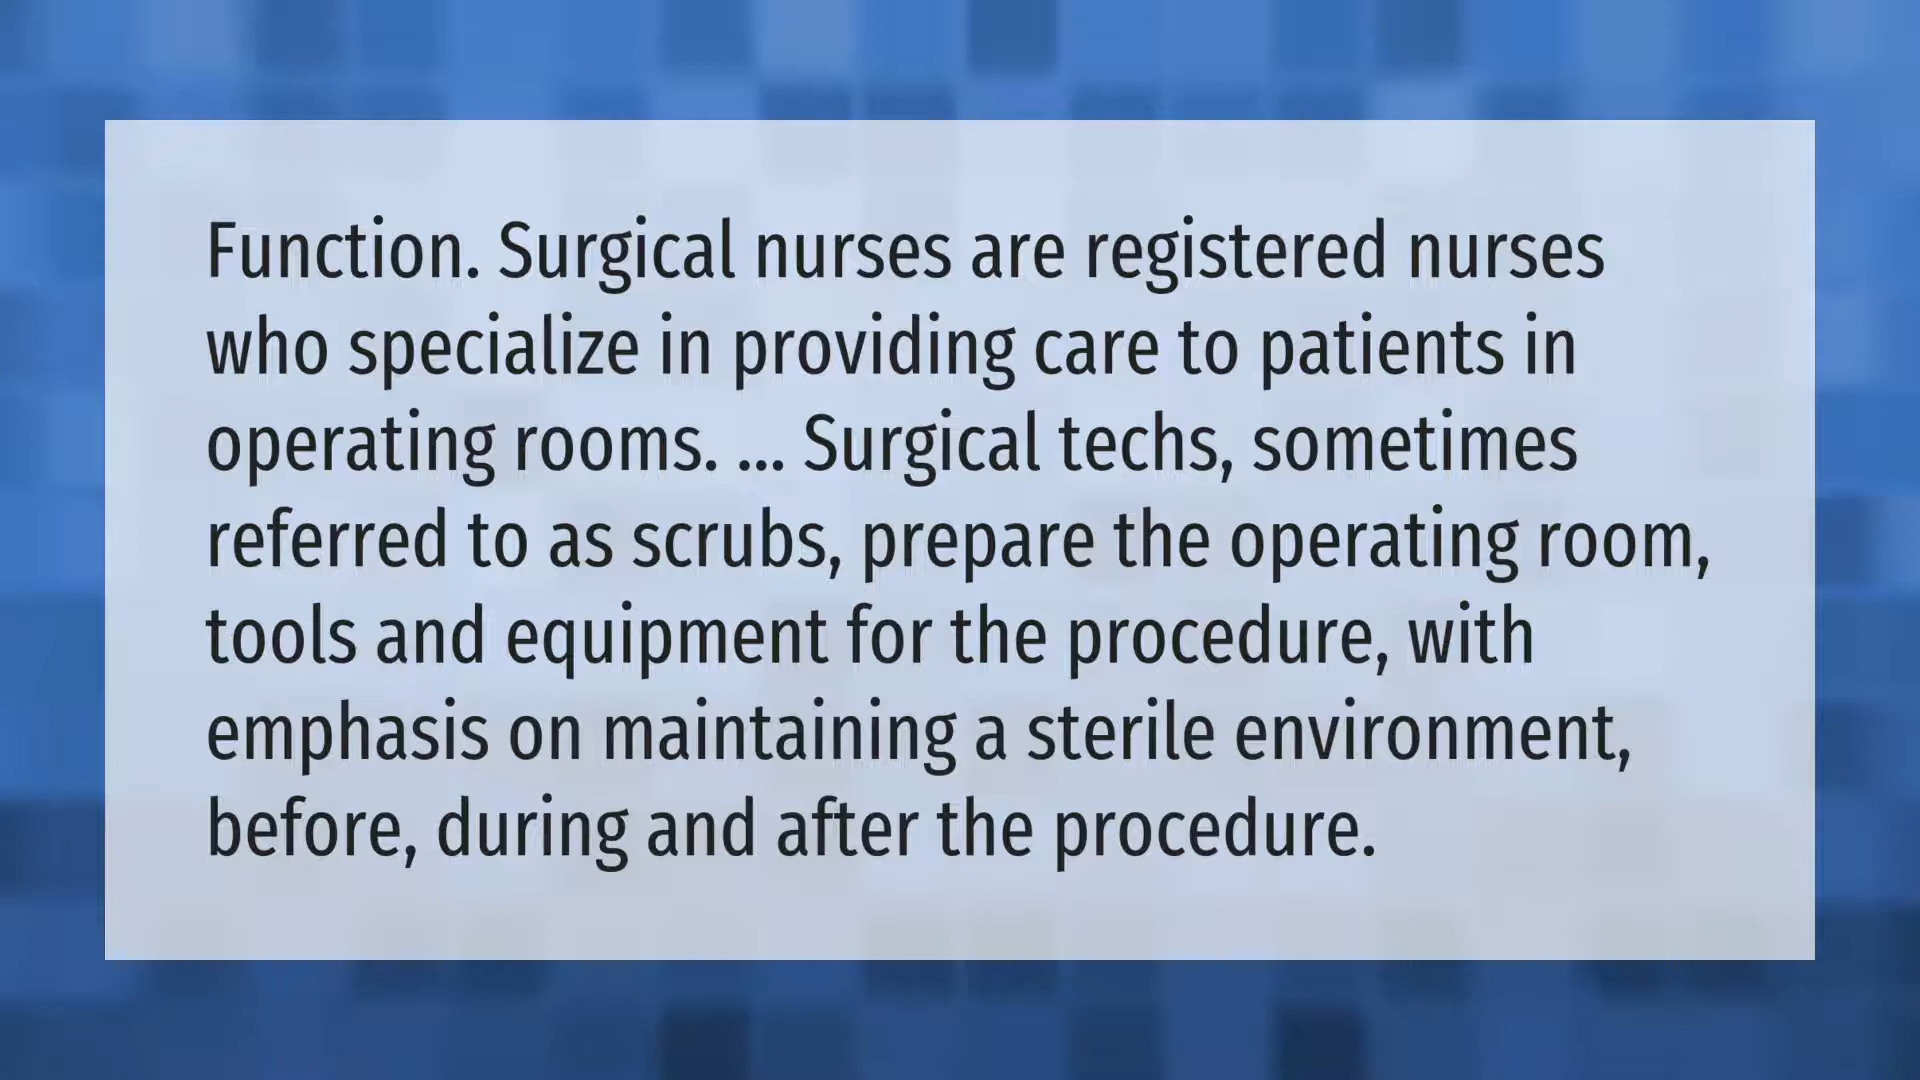 Function. Surgical nurses are registered nurses
who specialize in providing care to patients in
operating rooms. ... Surgical techs, sometimes
referred to as scrubs, prepare the operating room,
tools and equipment for the procedure, with
emphasis on maintaining a sterile environment,
before, during and after the procedure.